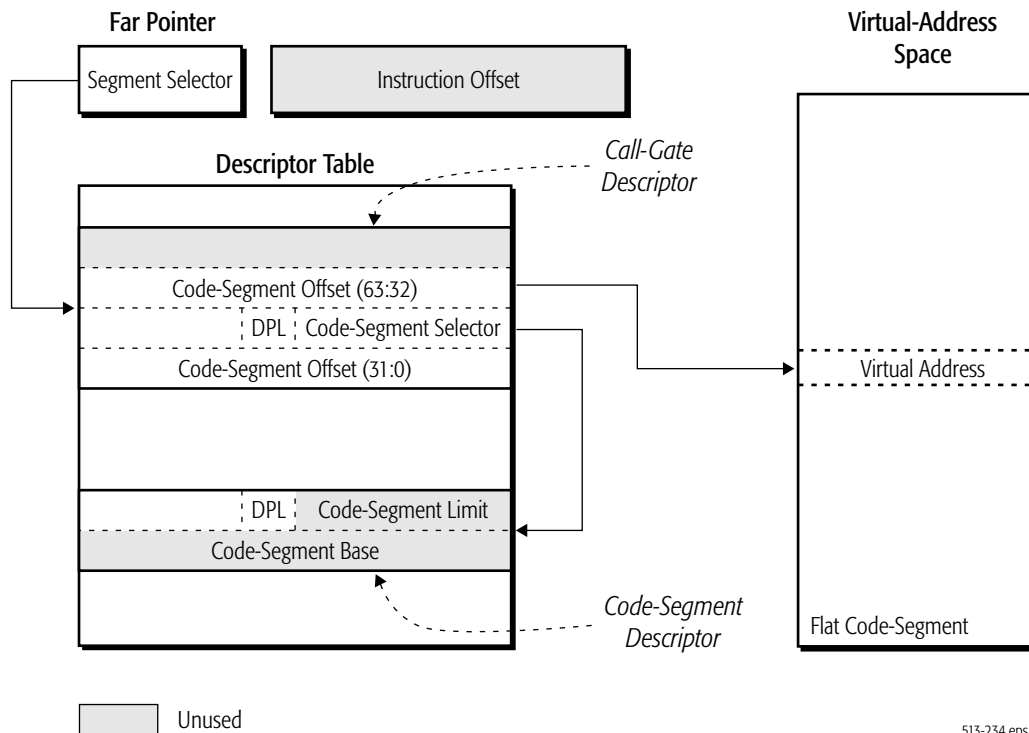 Far Pointer
Virtual-Address
Space
Segment Selector
Instruction Offset
Descriptor Table
Call-Gate
Descriptor
Code-Segment Offset (63:32)
DPL
Code-Segment Selector
Code-Segment Offset (31:0)
Virtual Address
DPL
Code-Segment Limit
Code-Segment Base
Code-Segment
Descriptor
Flat Code-Segment
Unused
513-234.eps